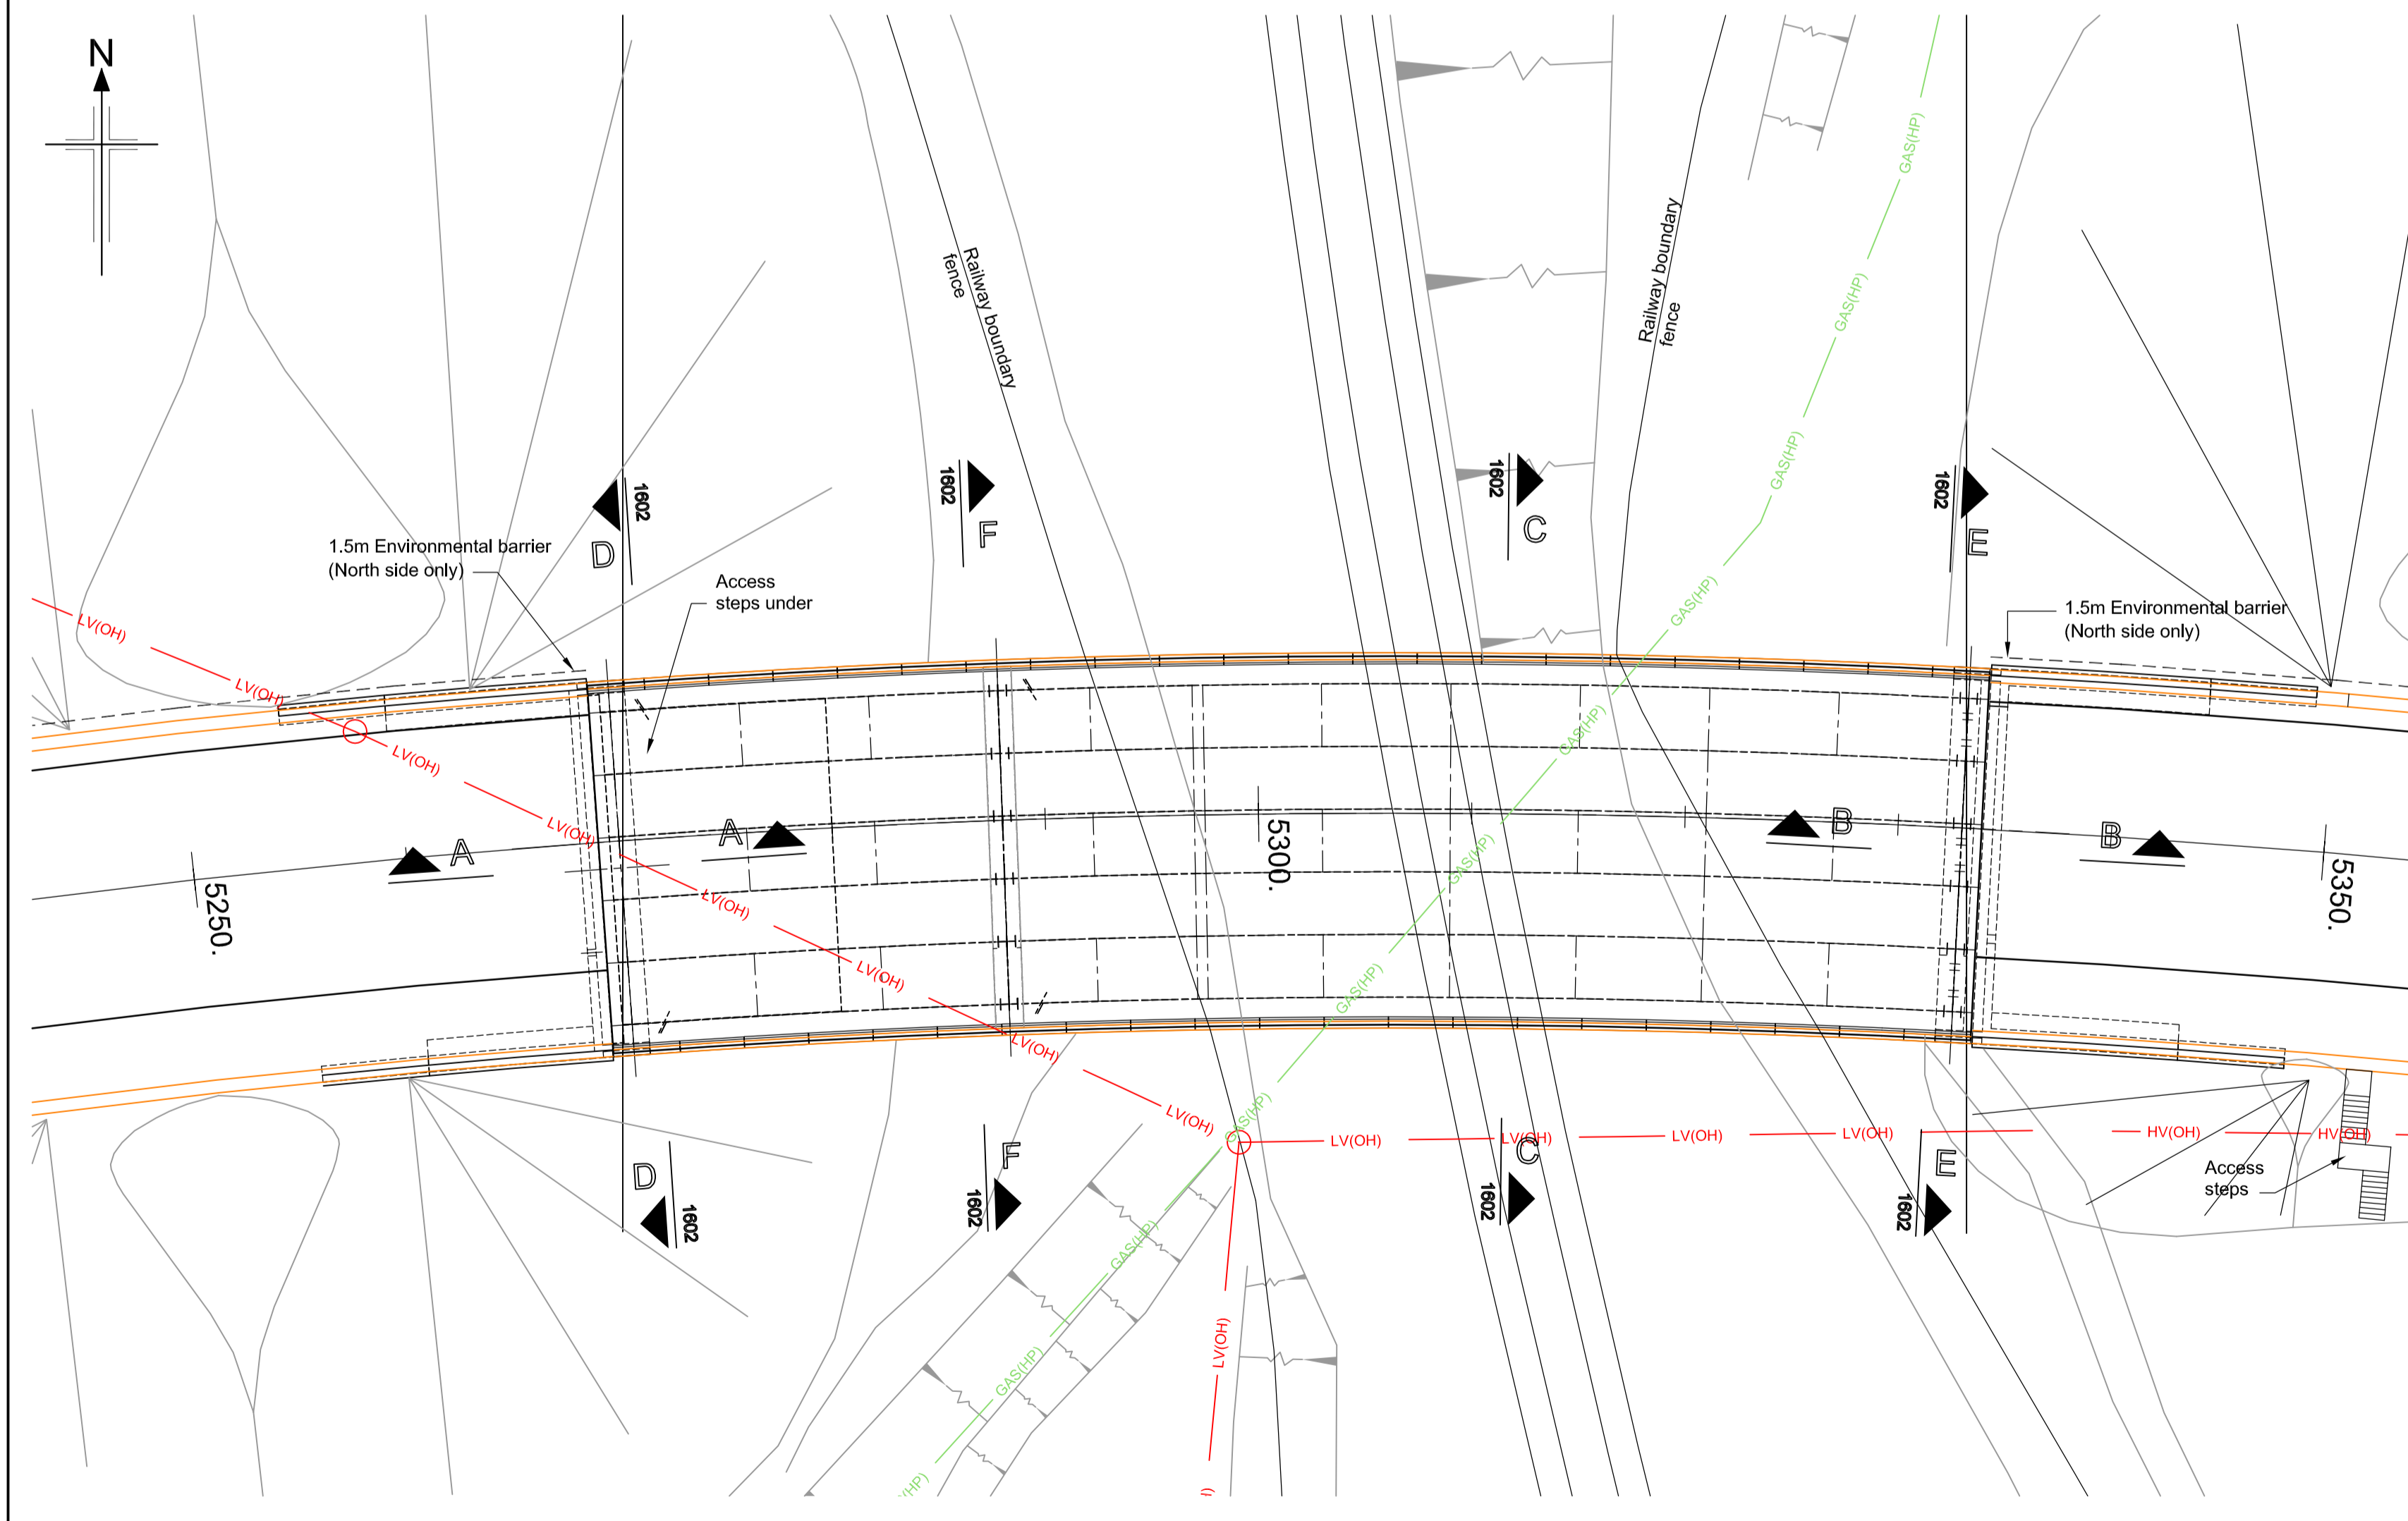 N
Railway boundary
fence
Railway boundary
fence
GAS(HP)
GAS(HP)
GAS(HP)
GAS(HP)
1602
D
1602
F
1602
C
1602
E
1.5m Environmental barrier
(North side only)
Access
steps under
1.5m Environmental barrier
(North side only)
LV(OH)
LV(OH)
LV(OH)
LV(OH)
LV(OH)
LV(OH)
LV(OH)
LV(OH)
GAS(HP)
GAS(HP)
GAS(HP)
GAS(HP)
A
A
B
B
5250.
5300.
5350.
LV(OH)
LV(OH)
LV(OH)
LV(OH)
HV(OH)
HV(OH)
D
1602
F
1602
C
1602
E
1602
Access
steps
GAS(HP)
GAS(HP)
LV(OH)